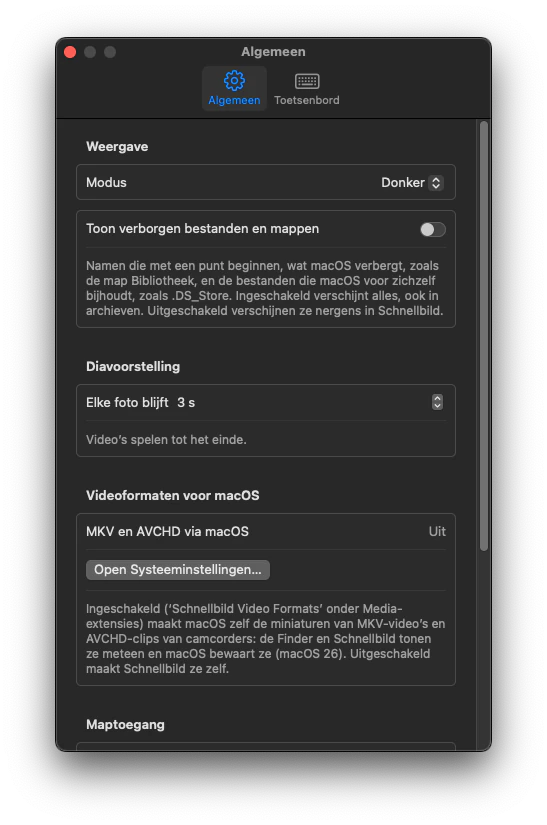 Algemeen
Algemeen
Toetsenbord
Weergave
Modus
Donker
Toon verborgen bestanden en mappen
Namen die met een punt beginnen, wat macOS verbergt, zoals
de map Bibliotheek, en de bestanden die macOS voor zichzelf
bijhoudt, zoals .DS_Store. Ingeschakeld verschijnt alles, ook in
archieven. Uitgeschakeld verschijnen ze nergens in Schnellbild.
Diavoorstelling
Elke foto blijft 3 s
Video’s spelen tot het einde.
Videoformaten voor macOS
MKV en AVCHD via macOS
Uit
Open Systeeminstellingen...
Ingeschakeld (‘Schnellbild Video Formats’ onder Media-
extensies) maakt macOS zelf de miniaturen van MKV-video’s en
AVCHD-clips van camcorders: de Finder en Schnellbild tonen
ze meteen en macOS bewaart ze (macOS 26). Uitgeschakeld
maakt Schnellbild ze zelf.
Maptoegang